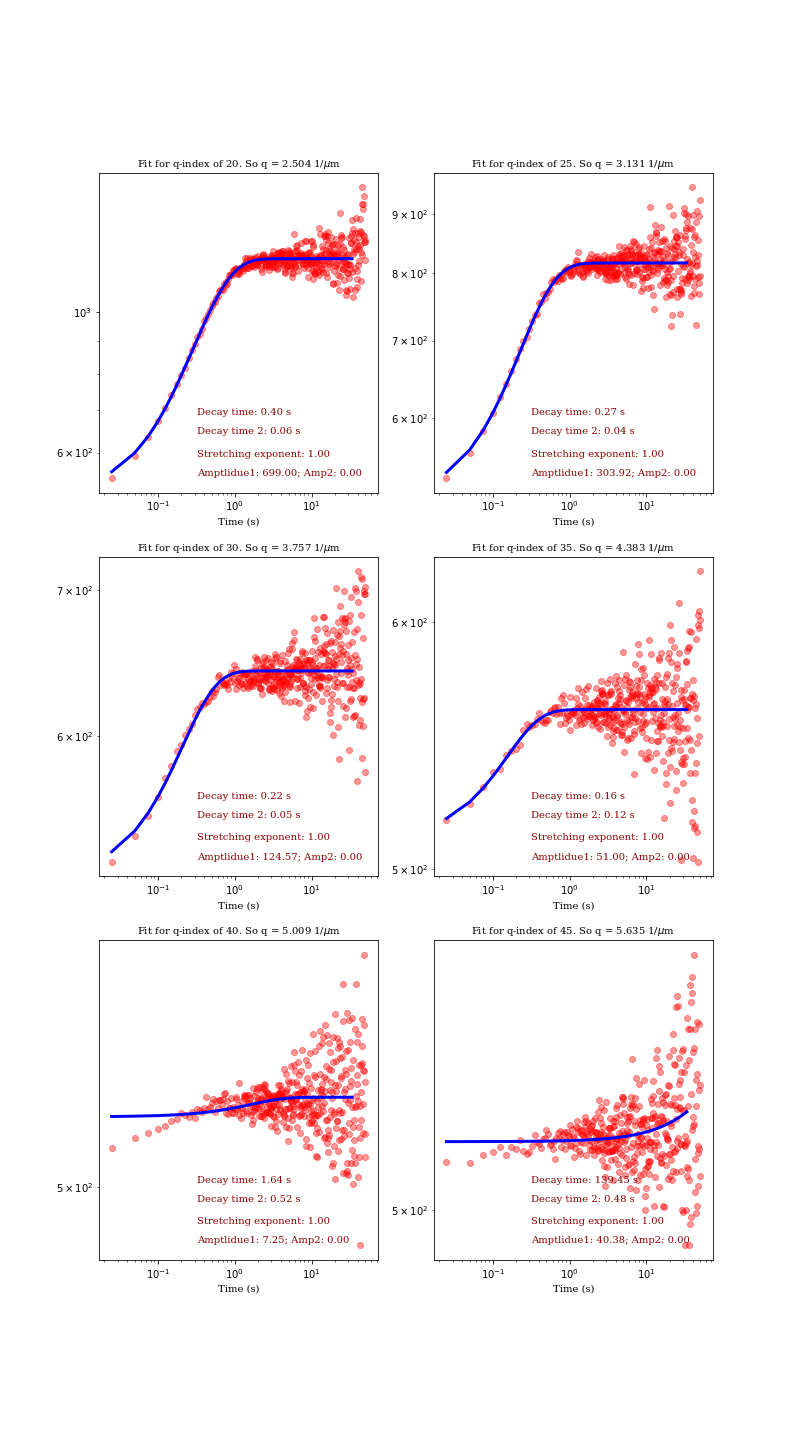 Fit for q-index of 20. So q = 2.504 1/μm
10³
6 × 10²
Decay time: 0.40 s
Decay time 2: 0.06 s
Stretching exponent: 1.00
Amptlidue1: 699.00; Amp2: 0.00
10⁻¹ 10⁰ 10¹
Time (s)
Fit for q-index of 25. So q = 3.131 1/μm
9 × 10²
8 × 10²
7 × 10²
6 × 10²
Decay time: 0.27 s
Decay time 2: 0.04 s
Stretching exponent: 1.00
Amptlidue1: 303.92; Amp2: 0.00
10⁻¹ 10⁰ 10¹
Time (s)
Fit for q-index of 30. So q = 3.757 1/μm
7 × 10²
6 × 10²
Decay time: 0.22 s
Decay time 2: 0.05 s
Stretching exponent: 1.00
Amptlidue1: 124.57; Amp2: 0.00
10⁻¹ 10⁰ 10¹
Time (s)
Fit for q-index of 35. So q = 4.383 1/μm
6 × 10²
5 × 10²
Decay time: 0.16 s
Decay time 2: 0.12 s
Stretching exponent: 1.00
Amptlidue1: 51.00; Amp2: 0.00
10⁻¹ 10⁰ 10¹
Time (s)
Fit for q-index of 40. So q = 5.009 1/μm
5 × 10²
Decay time: 1.64 s
Decay time 2: 0.52 s
Stretching exponent: 1.00
Amptlidue1: 7.25; Amp2: 0.00
10⁻¹ 10⁰ 10¹
Time (s)
Fit for q-index of 45. So q = 5.635 1/μm
5 × 10²
Decay time: 139.45 s
Decay time 2: 0.48 s
Stretching exponent: 1.00
Amptlidue1: 40.38; Amp2: 0.00
10⁻¹ 10⁰ 10¹
Time (s)